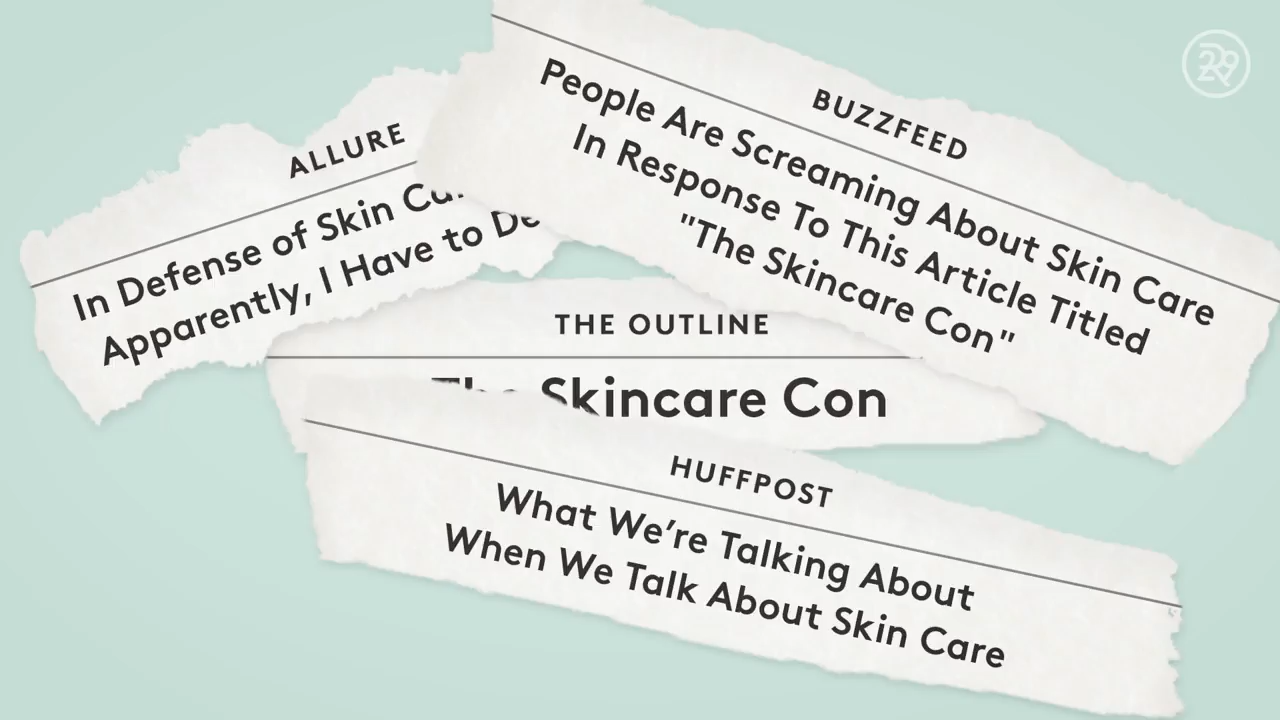 ALLURE
In Defense of Skin
Apparently, I Have to
BUZZFEED
People Are Screaming About Skin Care
In Response To This Article Titled
"The Skincare Con"
THE OUTLINE
The Skincare Con
HUFFPOST
What We're Talking About
When We Talk About Skin Care
R29